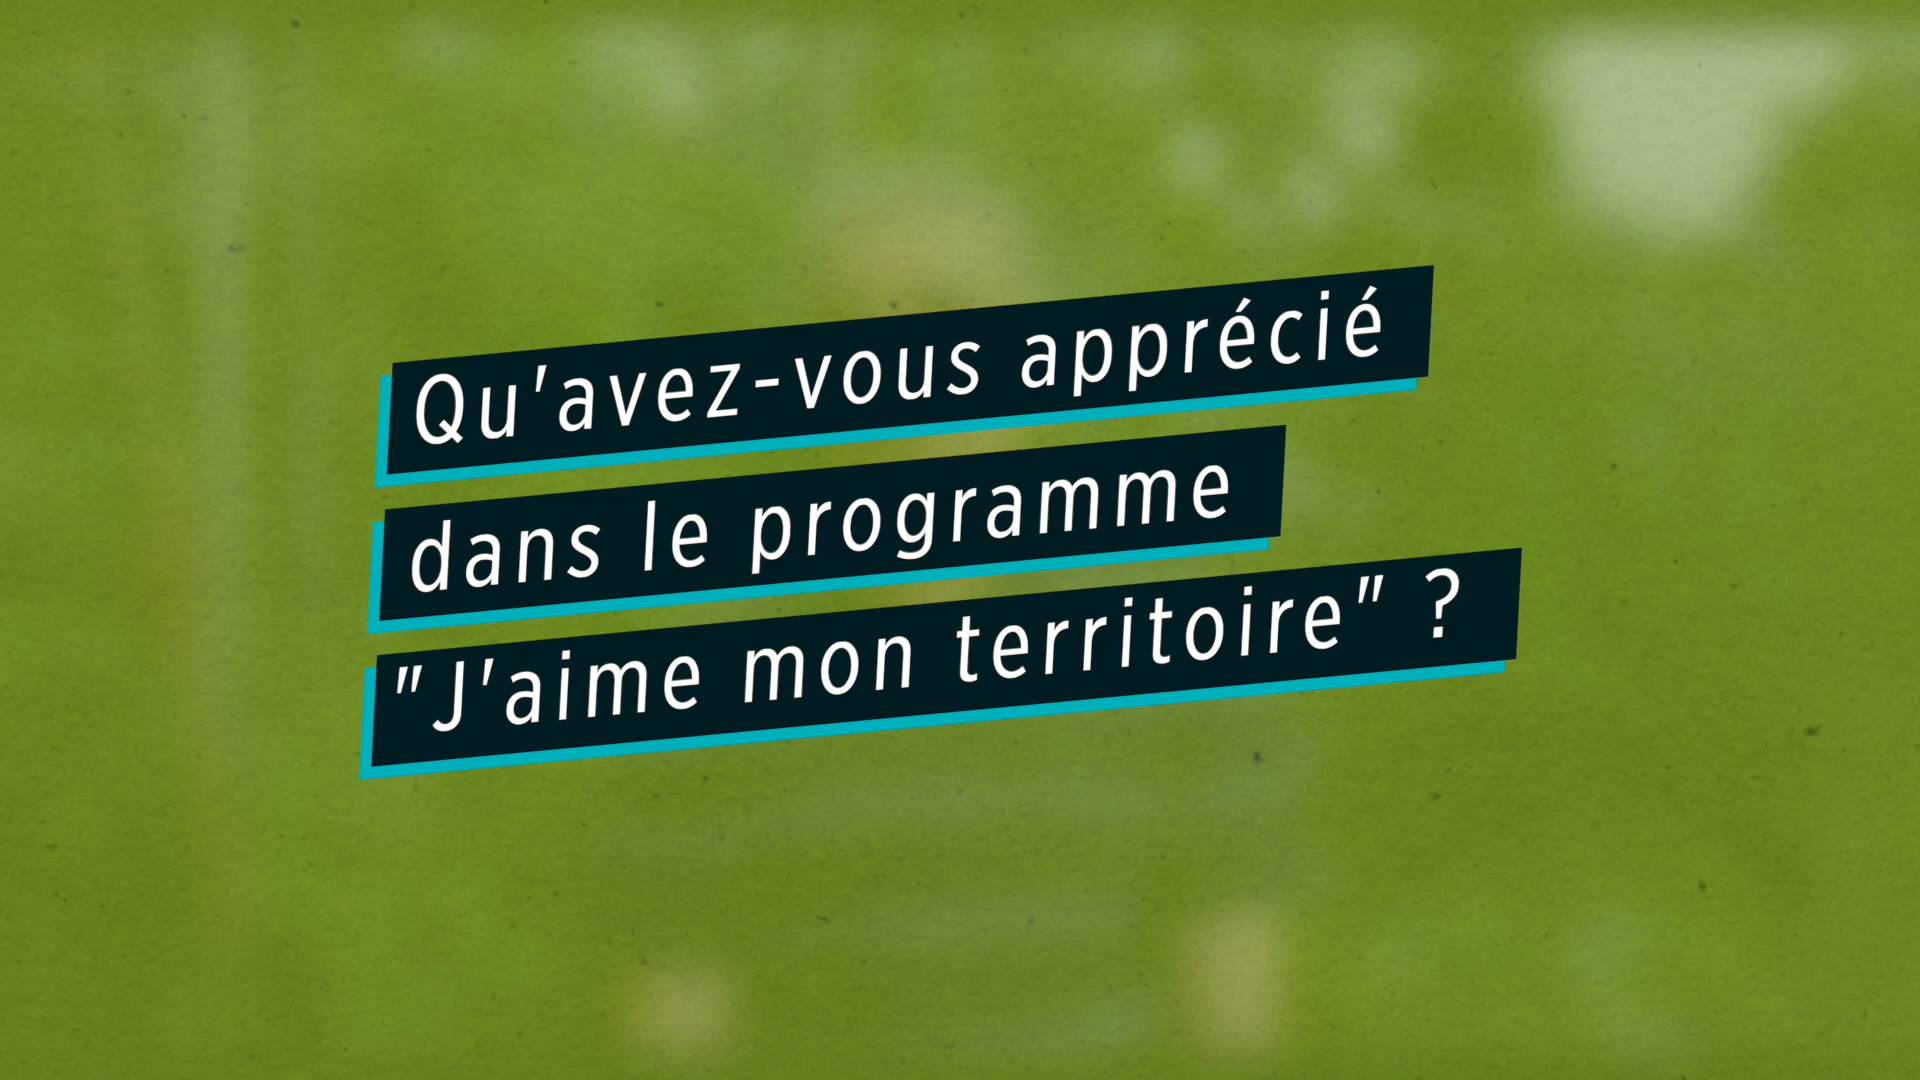 Qu'avez-vous apprécié
dans le programme
"J'aime mon territoire" ?